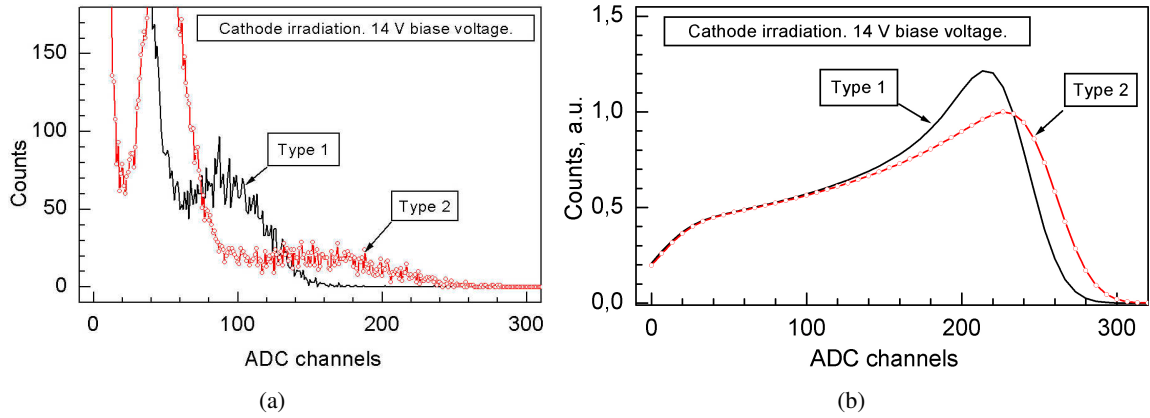 Cathode irradiation. 14 V biase voltage.
Type 1
Type 2
Counts
150
100
50
0
0
100
200
300
ADC channels
(a)
Cathode irradiation. 14 V biase voltage.
Type 1
Type 2
Counts, a.u.
1,5
1.0
0,5
0,0
0
100
200
300
ADC channels
(b)